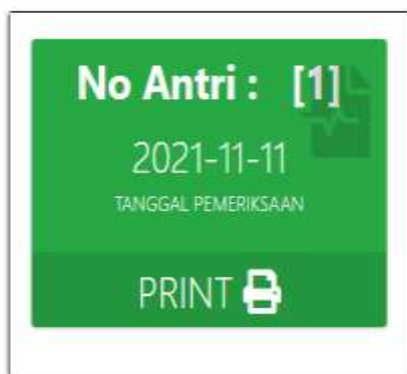 No Antri : [1]
2021-11-11
TANGGAL PEMERIKSAAN
PRINT